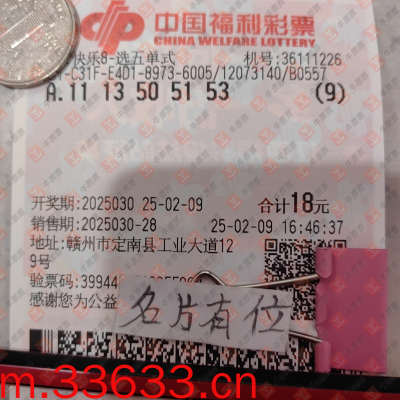 中国福利彩票
CHINA WELFARE LOTTERY
快乐8-选五单式 机号:36111226
-C31F-E4D1-8973-6005/12073140/B0557
A.11 13 50 51 53 (9)
开奖期:2025030 25-02-09 合计18元
销售期:2025030-28 25-02-09 16:46:37
地址:赣州市定南县工业大道12
9号
验票码:39944
感谢您为公益
名片有位
m.33633.cn